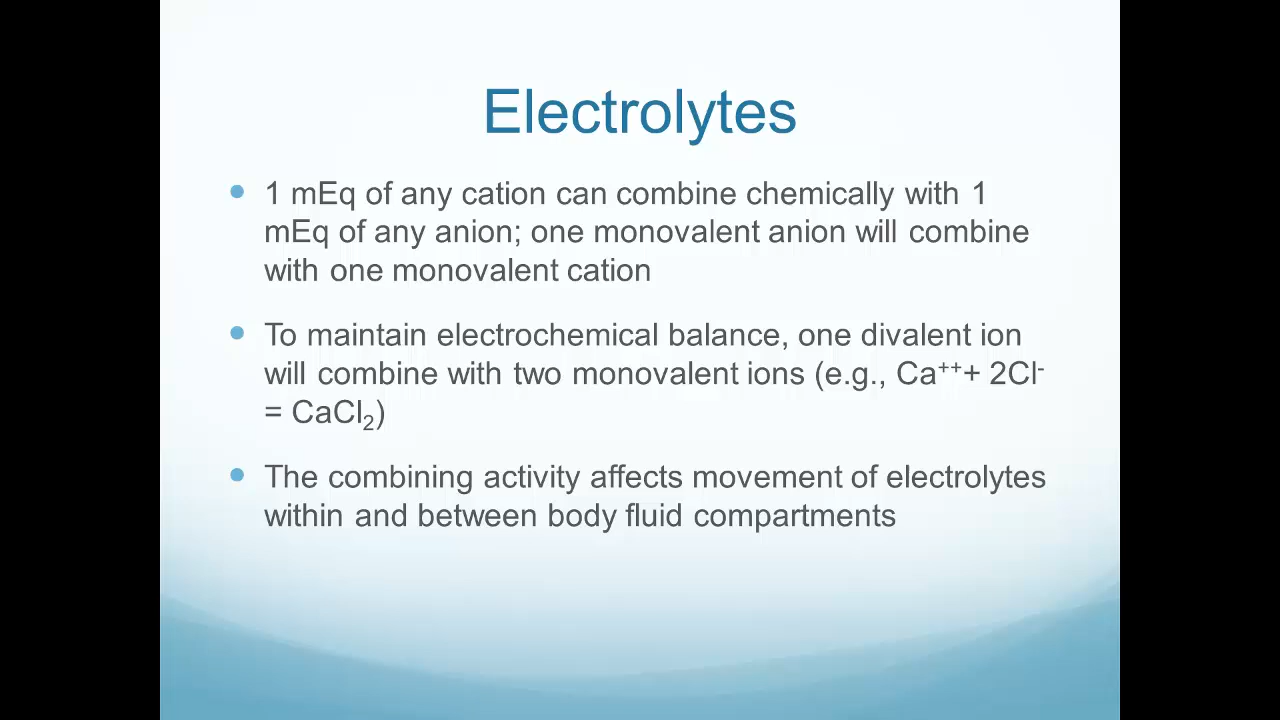 Electrolytes
• 1 mEq of any cation can combine chemically with 1
mEq of any anion; one monovalent anion will combine
with one monovalent cation
• To maintain electrochemical balance, one divalent ion
will combine with two monovalent ions (e.g., Ca⁺⁺+ 2Cl⁻
= CaCl₂)
• The combining activity affects movement of electrolytes
within and between body fluid compartments